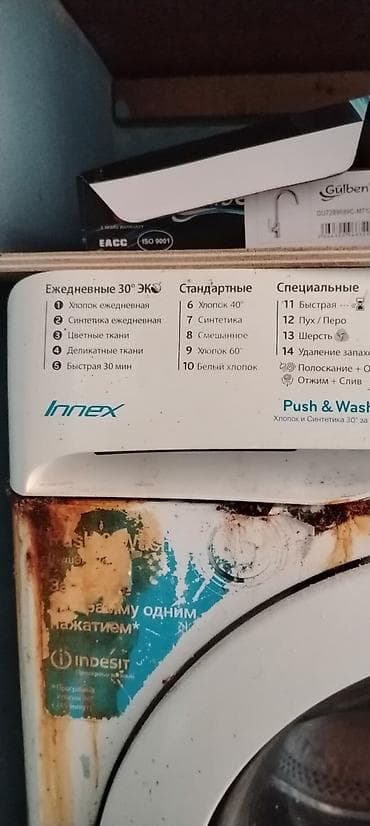 Gülben
EAC ISO 9001
Ежедневные 30° ЭКО
1 Хлопок ежедневная
2 Синтетика ежедневная
3 Цветные ткани
4 Деликатные ткани
5 Быстрая 30 мин
Стандартные
6 Хлопок 40°
7 Синтетика
8 Смешанное
9 Хлопок 60°
10 Белый хлопок
Специальные
11 Быстрая
12 Пух / Перо
13 Шерсть
14 Удаление запах
Полоскание + О
Отжим + Слив
Innex
Push & Wash
Хлопок и Синтетика 30° за
одним
нажатием*
indesit